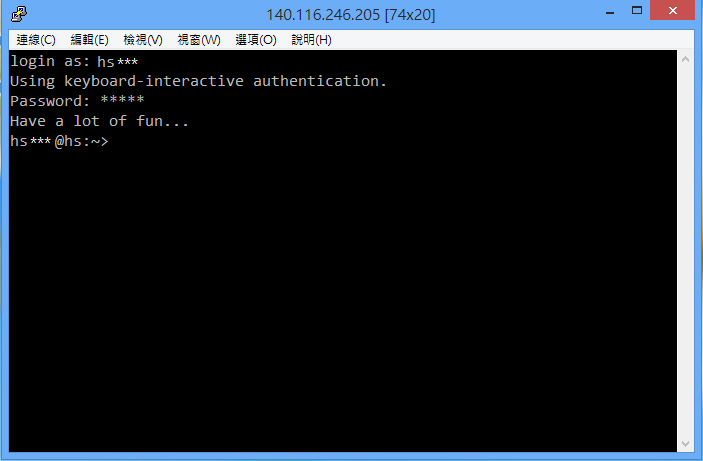 140.116.246.205 [74x20]
連線(C) 編輯(E) 檢視(V) 視窗(W) 選項(O) 說明(H)
login as: hs***
Using keyboard-interactive authentication.
Password: *****
Have a lot of fun...
hs***@hs:~>